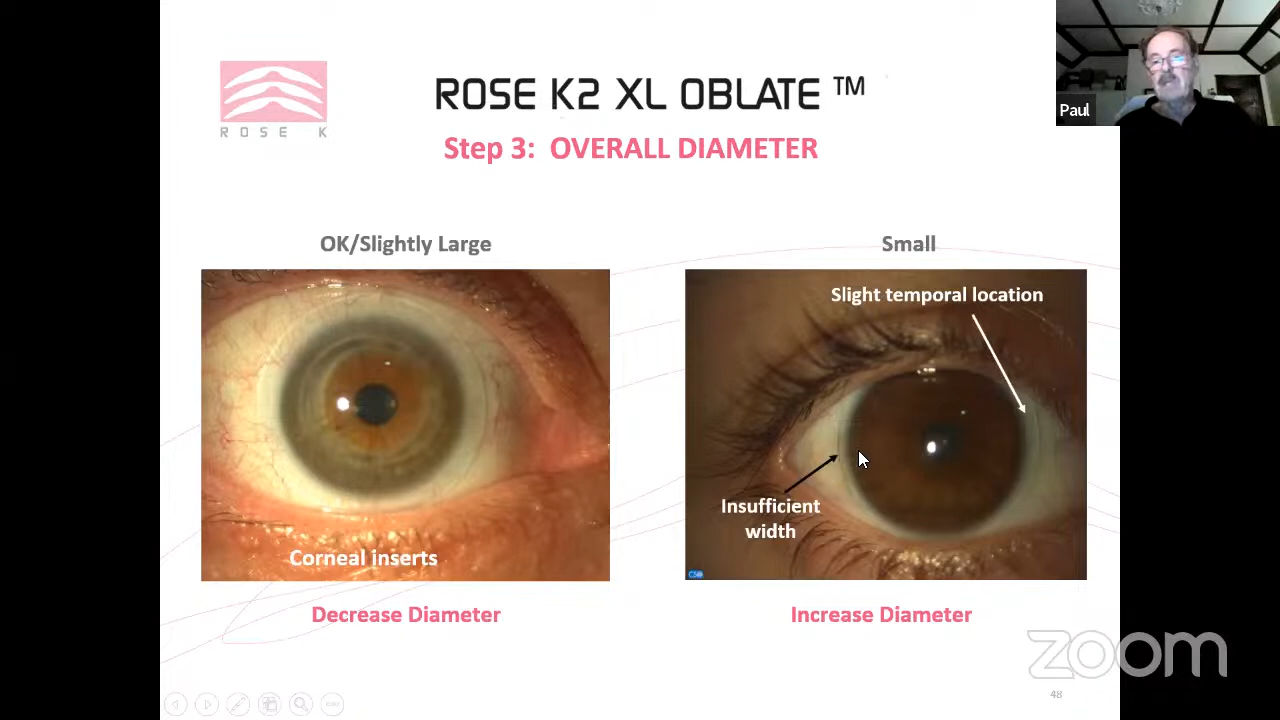 ROSE K
ROSE K2 XL OBLATE ™
Step 3: OVERALL DIAMETER
Paul
OK/Slightly Large
Corneal inserts
Decrease Diameter
Small
Slight temporal location
Insufficient
width
CSO
Increase Diameter
zoom
48